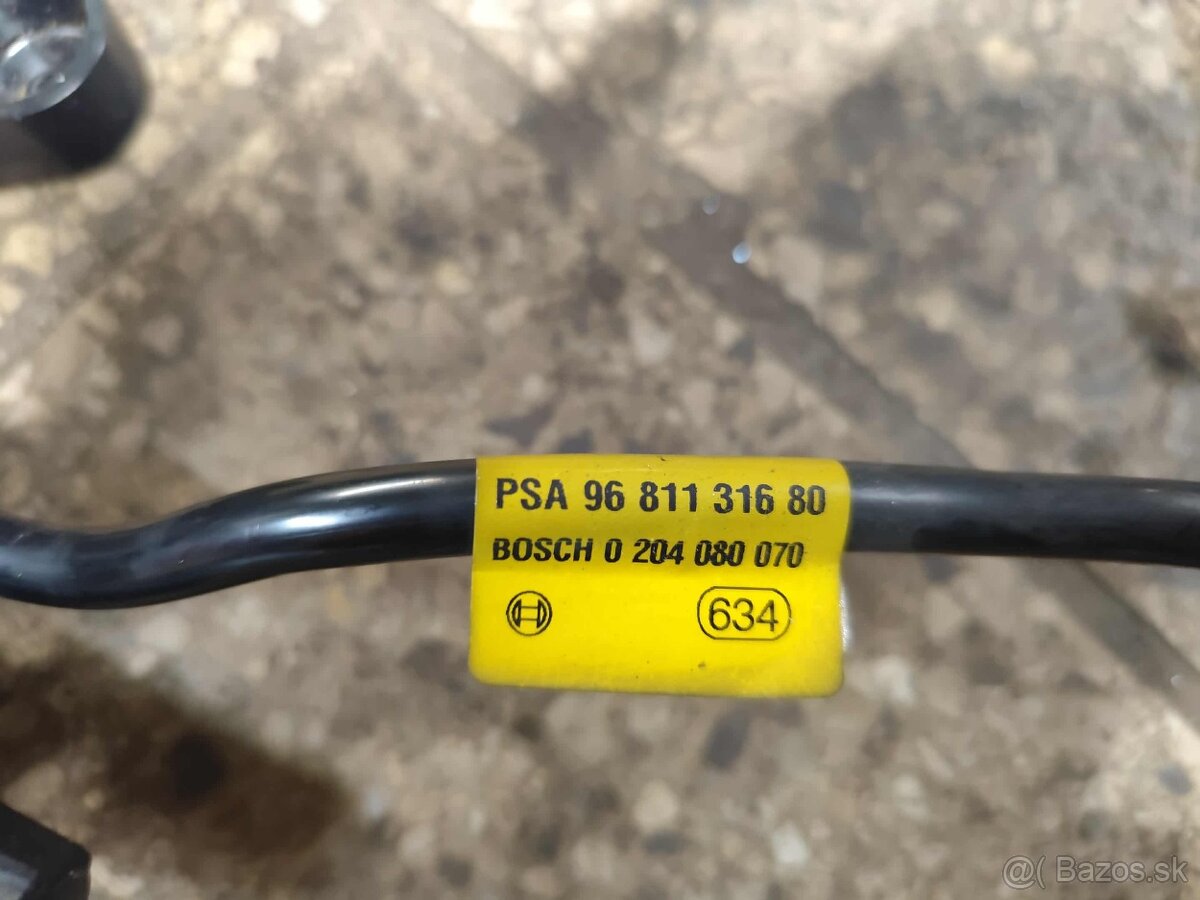 PSA 96 811 316 80
BOSCH 0 204 080 070
634
@( Bazos.sk